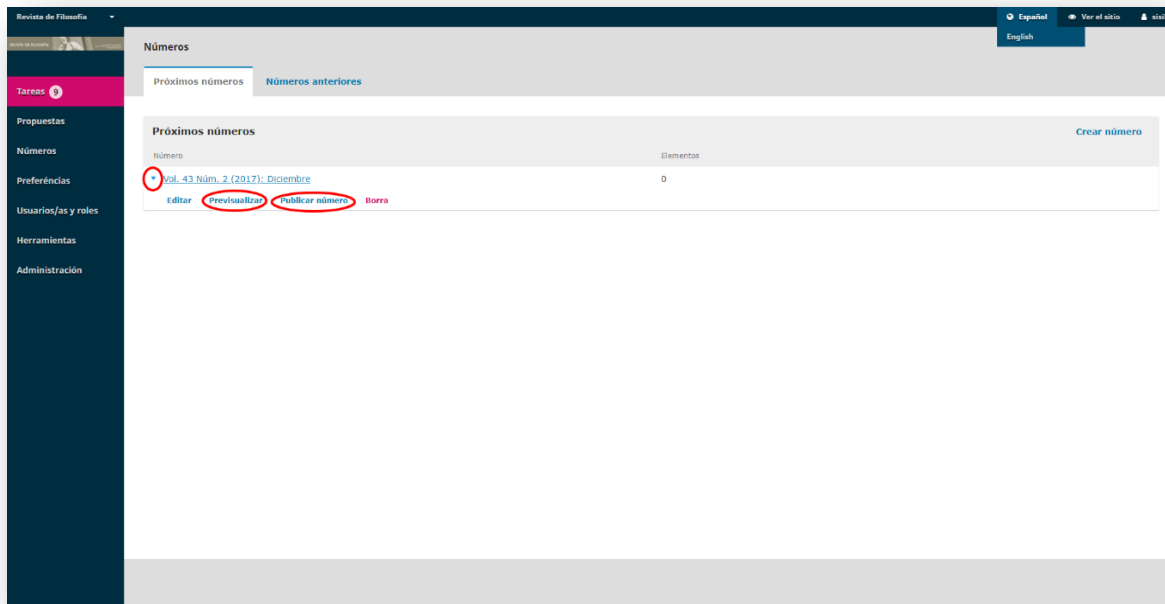 Revista de Filosofía
Español
Ver el sitio
English
Tareas 9
Propuestas
Números
Preferéncias
Usuarios/as y roles
Herramientas
Administración
Números
Próximos números
Números anteriores
Próximos números
Crear número
Número
Elementos
Vol. 43 Núm. 2 (2017): Diciembre
0
Editar Previsualizar Publicar número Borra